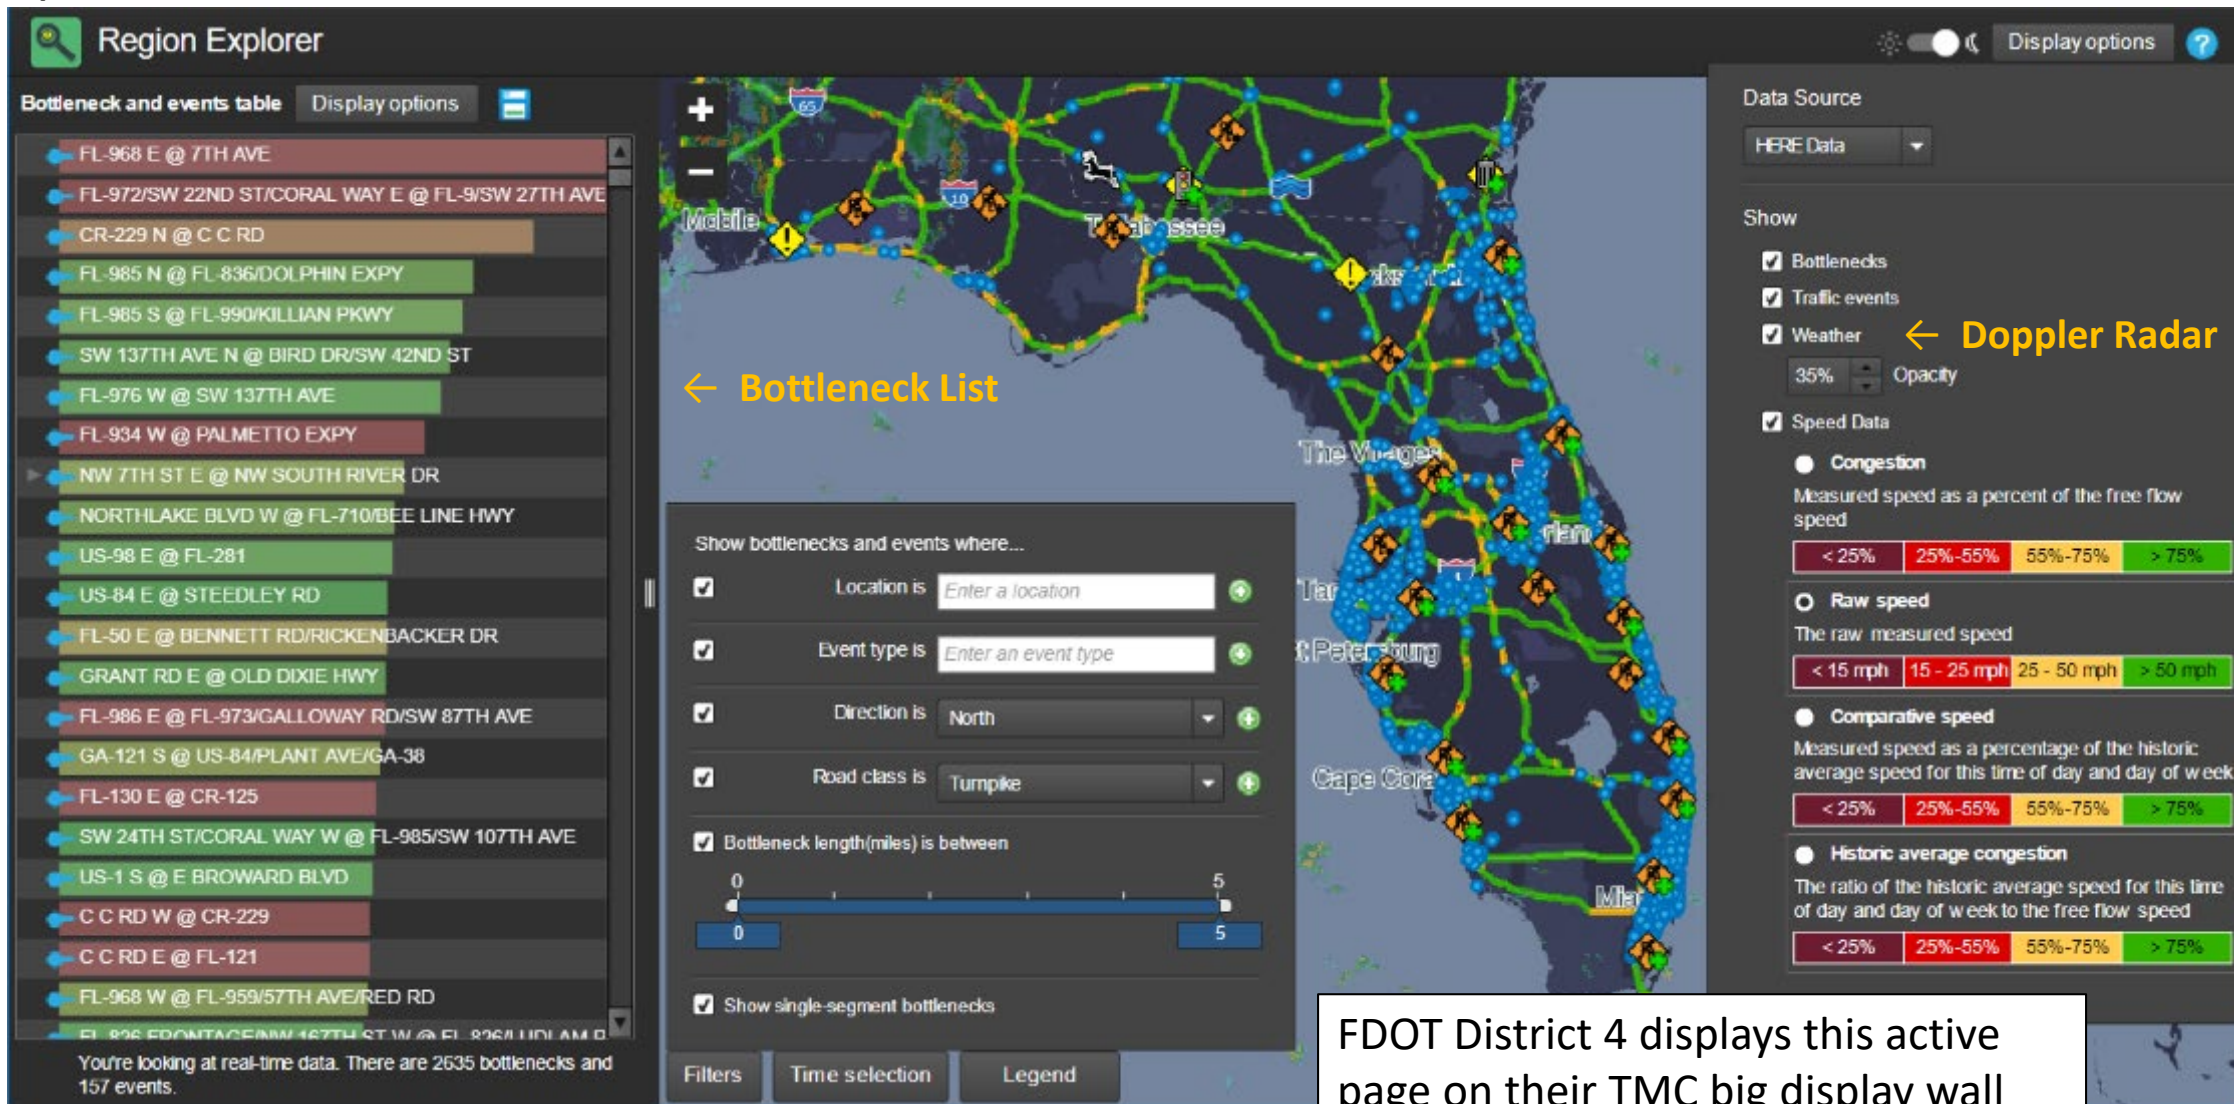 Region Explorer
Display options
?
Bottleneck and events table
Display options
FL-968 E @ 7TH AVE
FL-972/SW 22ND ST/CORAL WAY E @ FL-9/SW 27TH AVE
CR-229 N @ C C RD
FL-985 N @ FL-836/DOLPHIN EXPY
FL-985 S @ FL-990/KILLIAN PKWY
SW 137TH AVE N @ BIRD DR/SW 42ND ST
FL-976 W @ SW 137TH AVE
FL-934 W @ PALMETTO EXPY
NW 7TH ST E @ NW SOUTH RIVER DR
NORTHLAKE BLVD W @ FL-710/BEE LINE HWY
US-98 E @ FL-281
US-84 E @ STEEDLEY RD
FL-50 E @ BENNETT RD/RICKENBACKER DR
GRANT RD E @ OLD DIXIE HWY
FL-986 E @ FL-973/GALLOWAY RD/SW 87TH AVE
GA-121 S @ US-84/PLANT AVE/GA-38
FL-130 E @ CR-125
SW 24TH ST/CORAL WAY W @ FL-985/SW 107TH AVE
US-1 S @ E BROWARD BLVD
C C RD W @ CR-229
C C RD E @ FL-121
FL-968 W @ FL-959/57TH AVE/RED RD
FL-826 FRONTAGE/NW 167TH ST W @ FL-826/LUDLAM
You're looking at real-time data. There are 2635 bottlenecks and
157 events.
+
−
65
10
Mobile
← Bottleneck List
The Villages
St Petersburg
Cape Coral
Show bottlenecks and events where...
Location is Enter a location
Event type is Enter an event type
Direction is North
Road class is Turnpike
Bottleneck length(miles) is between
0 5
0 5
Show single-segment bottlenecks
Filters
Time selection
Legend
Data Source
HERE Data
Show
Bottlenecks
Traffic events
Weather
← Doppler Radar
35% Opacity
Speed Data
Congestion
Measured speed as a percent of the free flow
speed
< 25% 25%-55% 55%-75% > 75%
Raw speed
The raw measured speed
< 15 mph 15 - 25 mph 25 - 50 mph > 50 mph
Comparative speed
Measured speed as a percentage of the historic
average speed for this time of day and day of week
< 25% 25%-55% 55%-75% > 75%
Historic average congestion
The ratio of the historic average speed for this time
of day and day of week to the free flow speed
< 25% 25%-55% 55%-75% > 75%
FDOT District 4 displays this active
page on their TMC big display wall